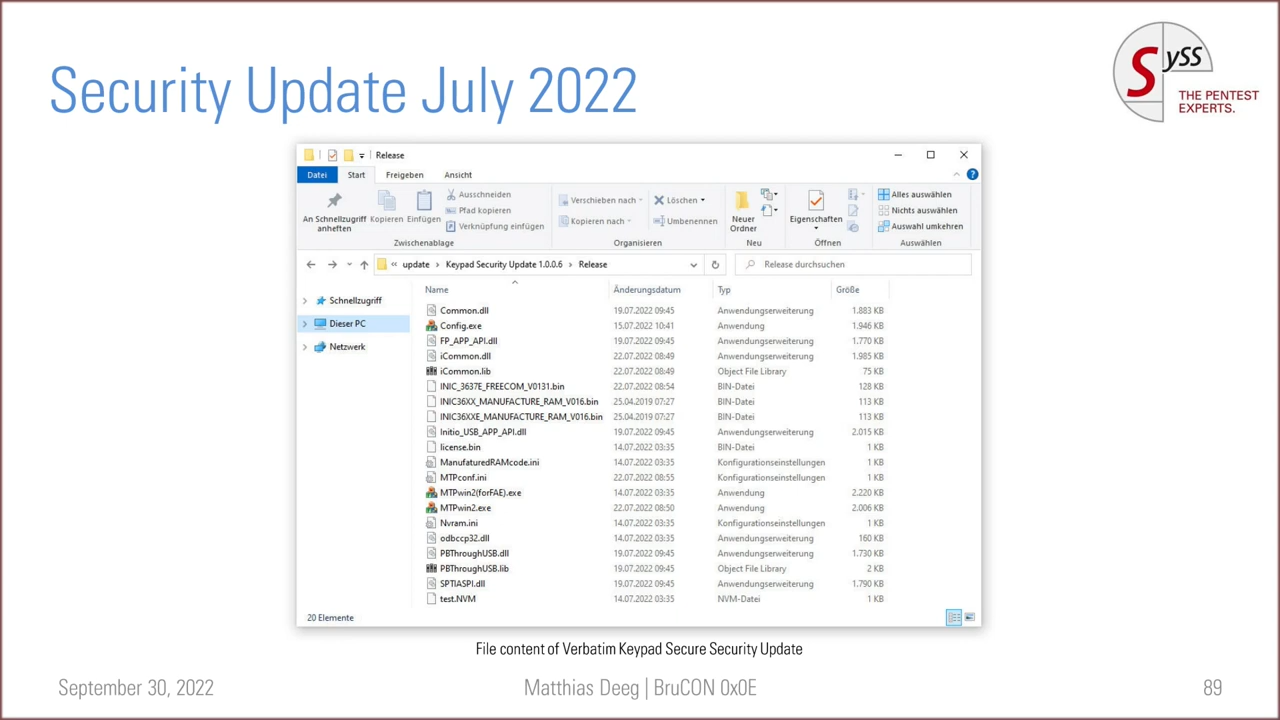 Security Update July 2022
SySS
THE PENTEST
EXPERTS.
Release
Datei Start Freigeben Ansicht
An Schnellzugriff
anheften
Kopieren
Einfügen
Ausschneiden
Pfad kopieren
Verknüpfung einfügen
Zwischenablage
Verschieben nach
Kopieren nach
Löschen
Umbenennen
Organisieren
Neuer
Ordner
Neu
Eigenschaften
Öffnen
Alles auswählen
Nichts auswählen
Auswahl umkehren
Auswählen
« update > Keypad Security Update 1.0.0.6 > Release
Release durchsuchen
Schnellzugriff
Dieser PC
Netzwerk
Name Änderungsdatum Typ Größe
Common.dll 19.07.2022 09:45 Anwendungserweiterung 1.883 KB
Config.exe 15.07.2022 10:41 Anwendung 1.946 KB
FP_APP_API.dll 19.07.2022 09:45 Anwendungserweiterung 1.770 KB
iCommon.dll 22.07.2022 08:49 Anwendungserweiterung 1.985 KB
iCommon.lib 22.07.2022 08:49 Object File Library 75 KB
INIC_3637E_FREECOM_V0131.bin 22.07.2022 08:54 BIN-Datei 128 KB
INIC36XX_MANUFACTURE_RAM_V016.bin 25.04.2019 07:27 BIN-Datei 113 KB
INIC36XXE_MANUFACTURE_RAM_V016.bin 25.04.2019 07:27 BIN-Datei 113 KB
Initio_USB_APP_API.dll 19.07.2022 09:45 Anwendungserweiterung 2.015 KB
license.bin 14.07.2022 03:35 BIN-Datei 1 KB
ManufaturedRAMcode.ini 14.07.2022 03:35 Konfigurationseinstellungen 1 KB
MTPconf.ini 22.07.2022 08:55 Konfigurationseinstellungen 1 KB
MTPwin2(forFAE).exe 14.07.2022 03:35 Anwendung 2.220 KB
MTPwin2.exe 22.07.2022 08:50 Anwendung 2.006 KB
Nvram.ini 14.07.2022 03:35 Konfigurationseinstellungen 1 KB
odbccp32.dll 14.07.2022 03:35 Anwendungserweiterung 160 KB
PBThroughUSB.dll 19.07.2022 09:45 Anwendungserweiterung 1.730 KB
PBThroughUSB.lib 19.07.2022 09:45 Object File Library 2 KB
SPTIASPI.dll 19.07.2022 09:45 Anwendungserweiterung 1.790 KB
test.NVM 14.07.2022 03:35 NVM-Datei 1 KB
20 Elemente
File content of Verbatim Keypad Secure Security Update
September 30, 2022 Matthias Deeg | BruCON 0x0E 89